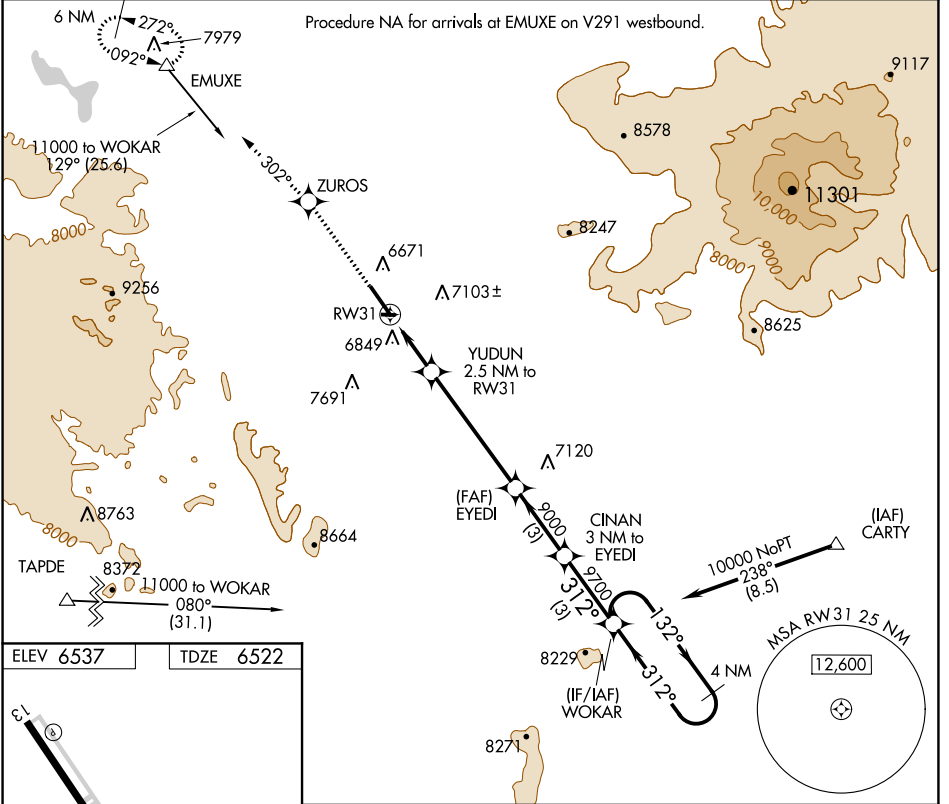 6 NM
272°
092°
7979
EMUXE
Procedure NA for arrivals at EMUXE on V291 westbound.
9117
8578
11000 to WOKAR
129° (25.6)
302°
ZUROS
11301
10,000
9000
8000
8247
8000
9256
6671
7103±
RW31
6849
8625
YUDUN
2.5 NM to
RW31
7691
7120
(FAF)
EYEDI
9000
(3)
CINAN
3 NM to
EYEDI
(IAF)
CARTY
10000 NoPT
238°
(8.5)
8763
8000
8664
TAPDE
8372
11000 to WOKAR
080°
(31.1)
9700
(3)
312°
132°
312°
4 NM
MSA RW31 25 NM
12,600
ELEV 6537
TDZE 6522
8229
(IF/IAF)
WOKAR
8271
13
P